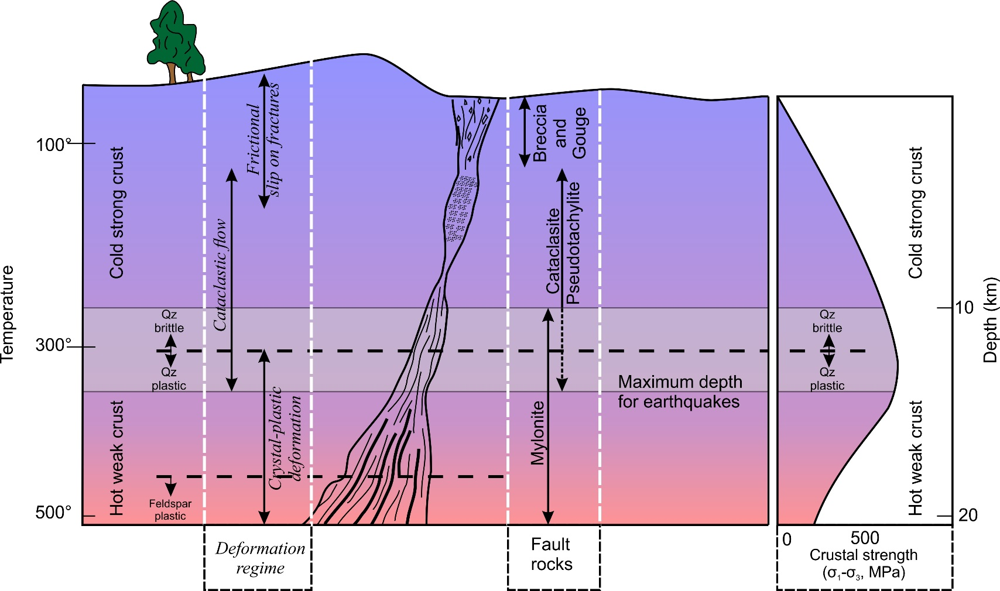 Temperature
100°
300°
500°
Cold strong crust
Hot weak crust
Qz
brittle
Qz
plastic
Feldspar
plastic
Cataclastic flow
Frictional
slip on fractures
Crystal-plastic
deformation
Deformation
regime
Breccia
and
Gouge
Cataclasite
Pseudotachylite
Mylonite
Fault
rocks
Maximum depth
for earthquakes
Qz
brittle
Qz
plastic
Cold strong crust
Hot weak crust
10
20
Depth (km)
0
500
Crustal strength
(σ₁-σ₃, MPa)